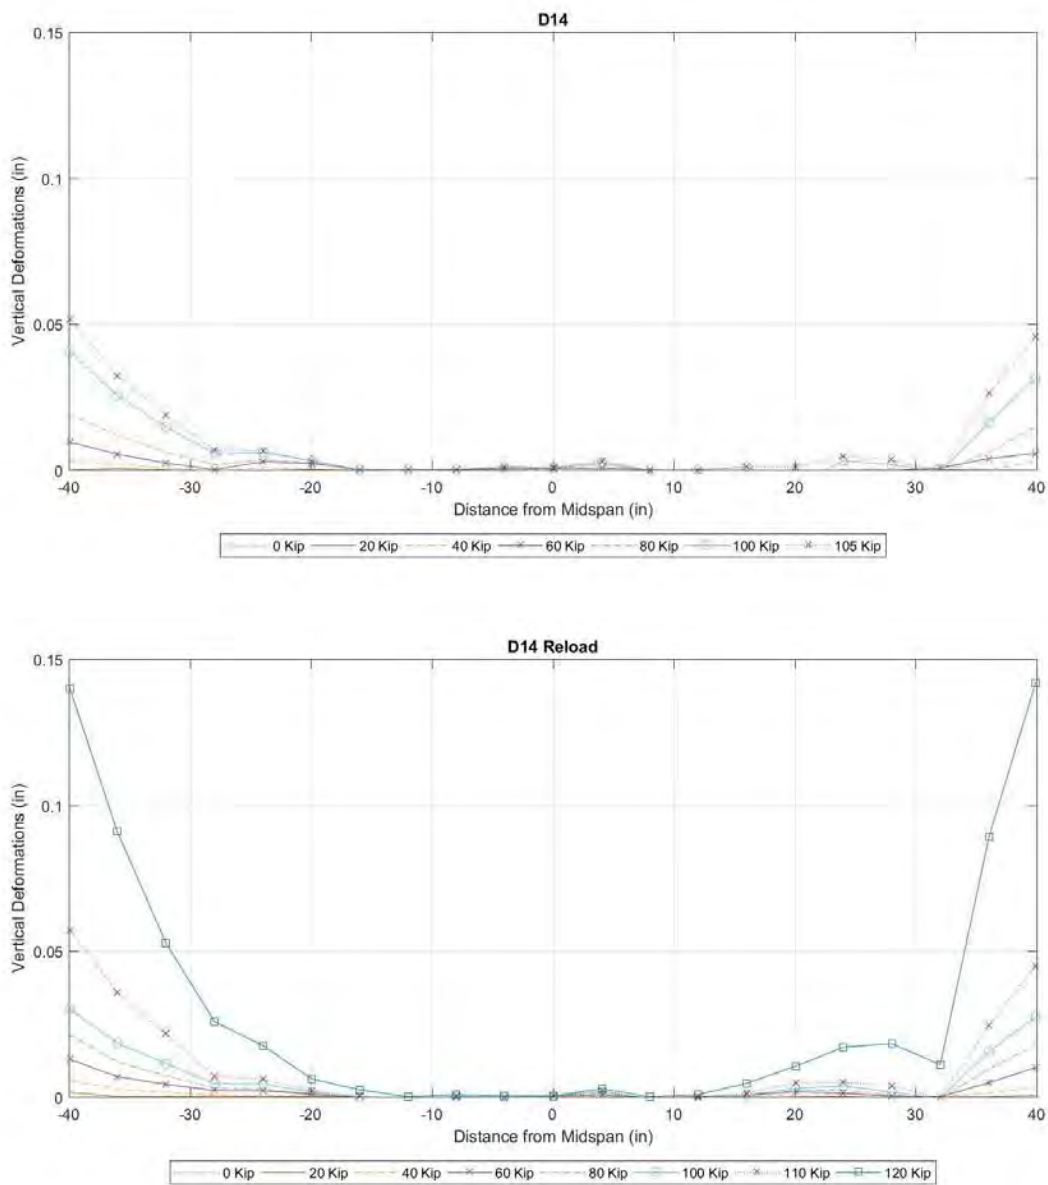 D14
0.15
0.1
0.05
0
Vertical Deformations (in)
-40 -30 -20 -10 0 10 20 30 40
Distance from Midspan (in)
0 Kip 20 Kip 40 Kip 60 Kip 80 Kip 100 Kip 105 Kip
D14 Reload
0.15
0.1
0.05
0
Vertical Deformations (in)
-40 -30 -20 -10 0 10 20 30 40
Distance from Midspan (in)
0 Kip 20 Kip 40 Kip 60 Kip 80 Kip 100 Kip 110 Kip 120 Kip